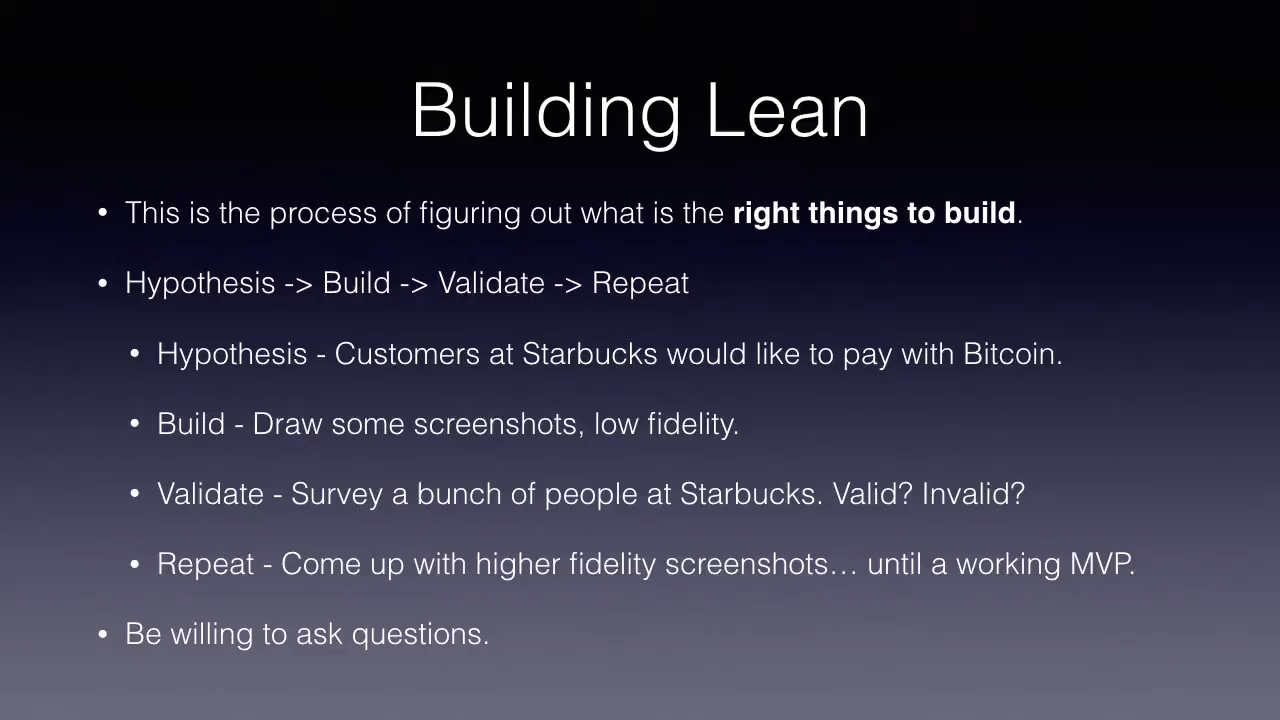 Building Lean
• This is the process of figuring out what is the right things to build.
• Hypothesis -> Build -> Validate -> Repeat
• Hypothesis - Customers at Starbucks would like to pay with Bitcoin.
• Build - Draw some screenshots, low fidelity.
• Validate - Survey a bunch of people at Starbucks. Valid? Invalid?
• Repeat - Come up with higher fidelity screenshots… until a working MVP.
• Be willing to ask questions.